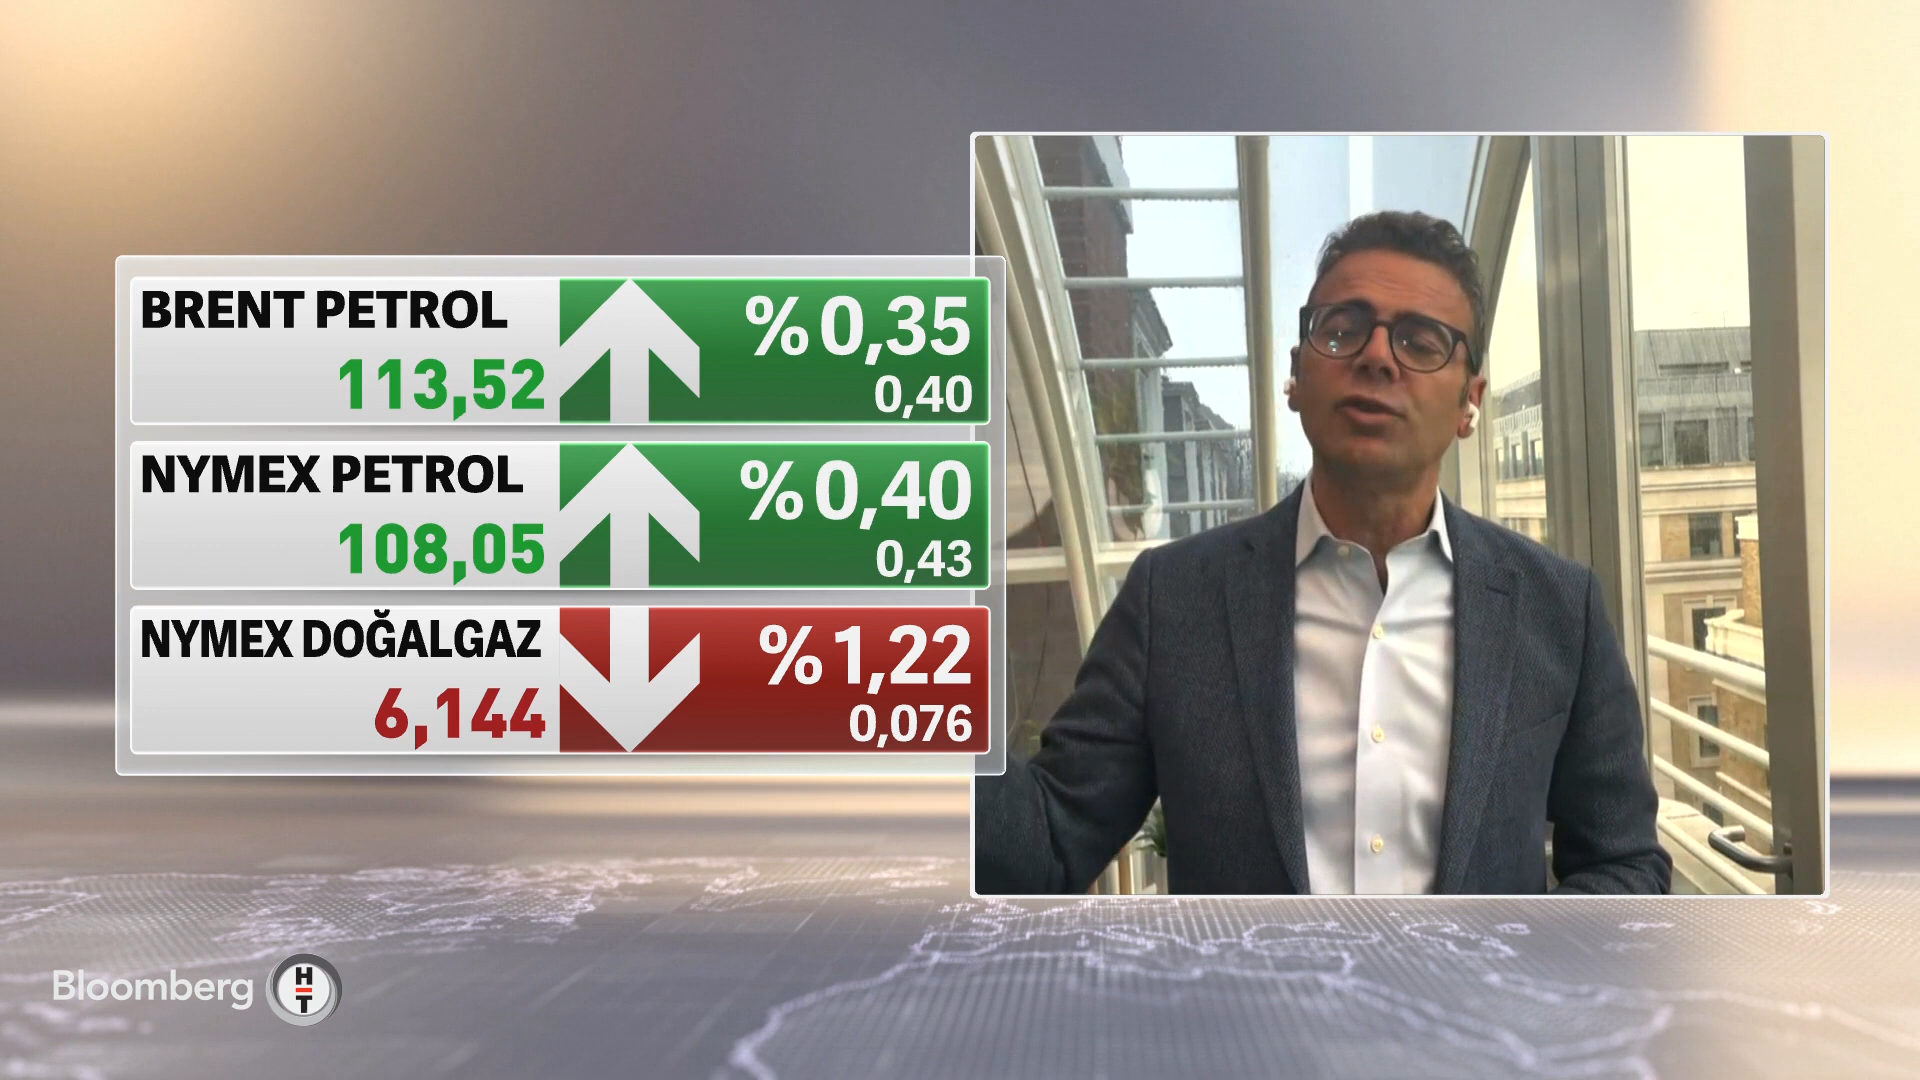 BRENT PETROL
113,52
%0,35
0,40
NYMEX PETROL
108,05
%0,40
0,43
NYMEX DOĞALGAZ
6,144
%1,22
0,076
Bloomberg HT